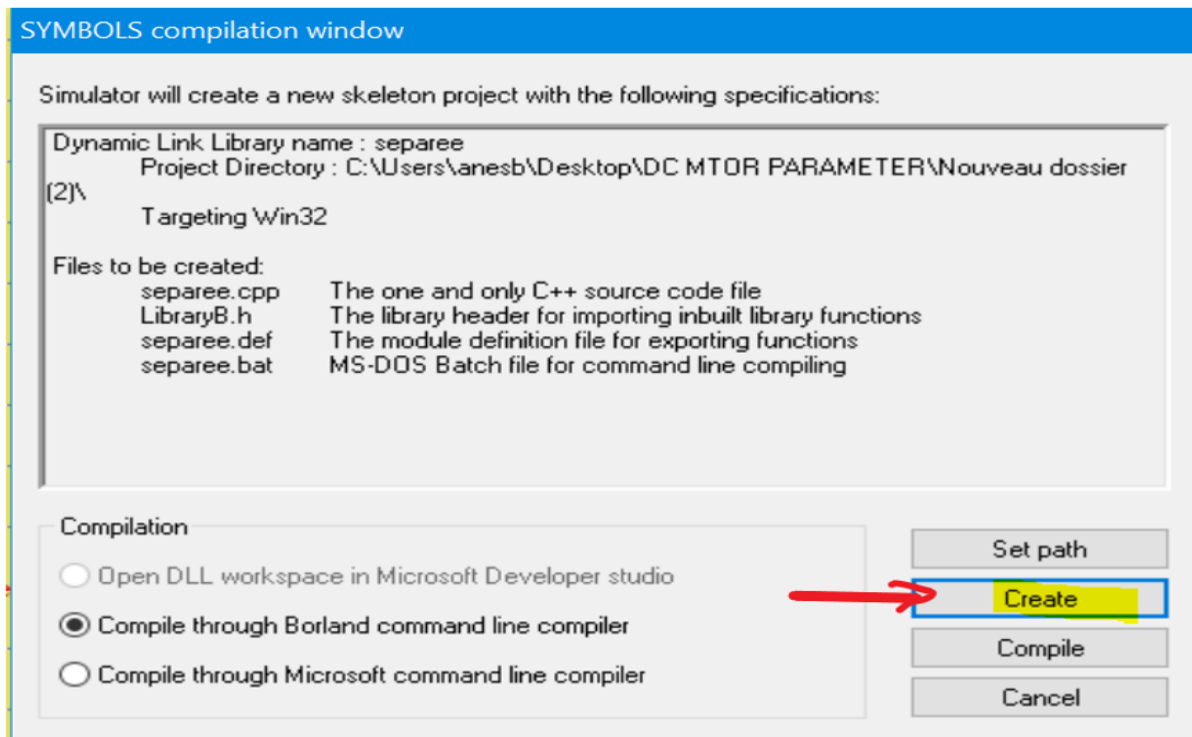 SYMBOLS compilation window
Simulator will create a new skeleton project with the following specifications:
Dynamic Link Library name : separee
Project Directory : C:\Users\anesb\Desktop\DC MTOR PARAMETER\Nouveau dossier
(2)\
Targeting Win32
Files to be created:
separee.cpp The one and only C++ source code file
LibraryB.h The library header for importing inbuilt library functions
separee.def The module definition file for exporting functions
separee.bat MS-DOS Batch file for command line compiling
Compilation
Open DLL workspace in Microsoft Developer studio
Compile through Borland command line compiler
Compile through Microsoft command line compiler
Set path
Create
Compile
Cancel